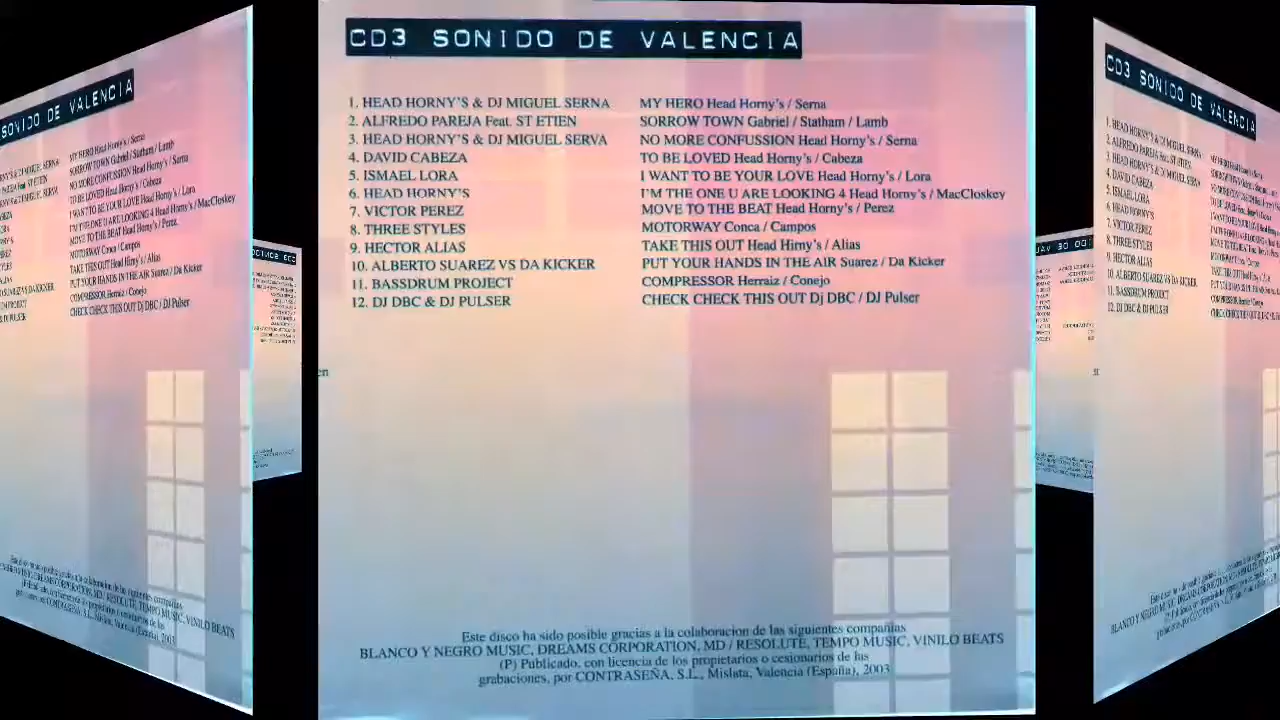 CD3 SONIDO DE VALENCIA
1. HEAD HORNY'S & DJ MIGUEL SERNA MY HERO Head Horny's / Serna
2. ALFREDO PAREJA Feat. ST ETIEN SORROW TOWN Gabriel / Statham / Lamb
3. HEAD HORNY'S & DJ MIGUEL SERVA NO MORE CONFUSSION Head Horny's / Serna
4. DAVID CABEZA TO BE LOVED Head Horny's / Cabeza
5. ISMAEL LORA I WANT TO BE YOUR LOVE Head Horny's / Lora
6. HEAD HORNY'S I'M THE ONE U ARE LOOKING 4 Head Horny's / MacCloskey
7. VICTOR PEREZ MOVE TO THE BEAT Head Horny's / Perez
8. THREE STYLES MOTORWAY Conca / Campos
9. HECTOR ALIAS TAKE THIS OUT Head Hirny's / Alias
10. ALBERTO SUAREZ VS DA KICKER PUT YOUR HANDS IN THE AIR Suarez / Da Kicker
11. BASSDRUM PROJECT COMPRESSOR Herraiz / Conejo
12. DJ DBC & DJ PULSER CHECK CHECK THIS OUT Dj DBC / DJ Pulser
en
Este disco ha sido posible gracias a la colaboracion de las siguientes compañias
BLANCO Y NEGRO MUSIC, DREAMS CORPORATION, MD / RESOLUTE, TEMPO MUSIC, VINILO BEATS
(P) Publicado, con licencia de los propietarios o cesionarios de las
grabaciones, por CONTRASEÑA, S.L., Mislata, Valencia (España), 2003